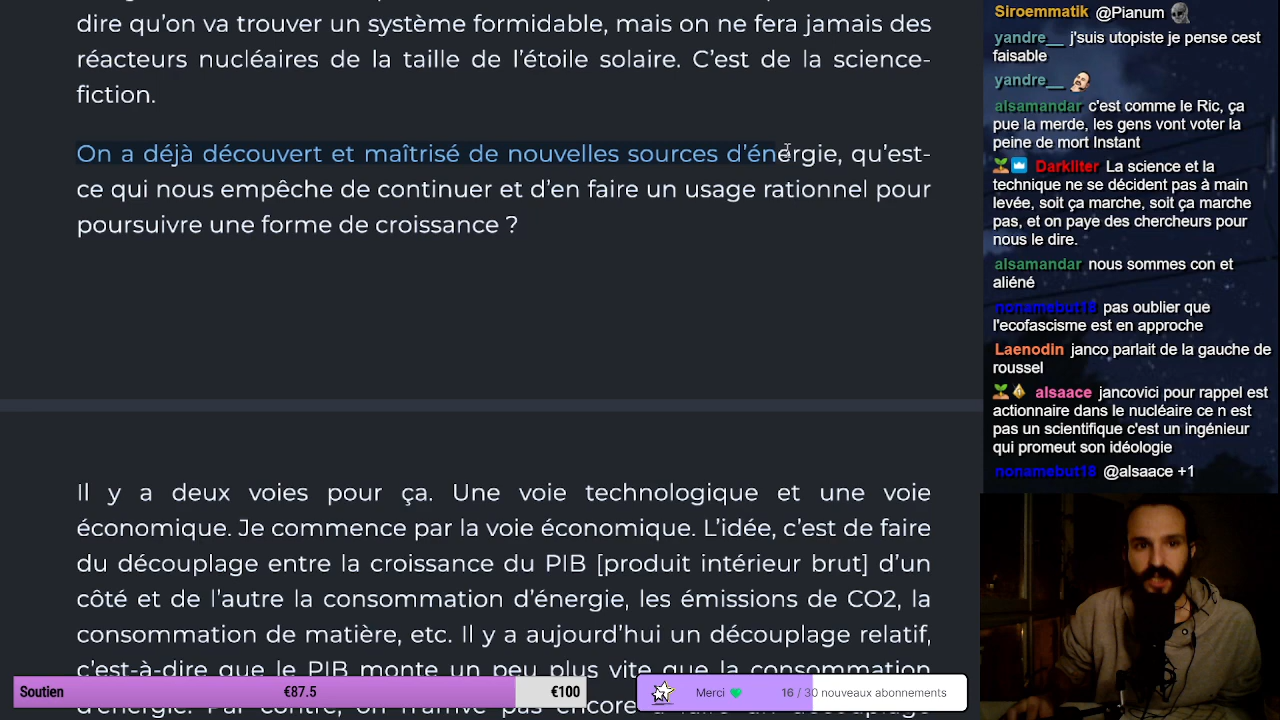 dire qu'on va trouver un système formidable, mais on ne fera jamais des
réacteurs nucléaires de la taille de l'étoile solaire. C'est de la science-
fiction.
On a déjà découvert et maîtrisé de nouvelles sources d'énergie, qu'est-
ce qui nous empêche de continuer et d'en faire un usage rationnel pour
poursuivre une forme de croissance ?
Il y a deux voies pour ça. Une voie technologique et une voie
économique. Je commence par la voie économique. L'idée, c'est de faire
du découplage entre la croissance du PIB [produit intérieur brut] d'un
côté et de l'autre la consommation d'énergie, les émissions de CO2, la
consommation de matière, etc. Il y a aujourd'hui un découplage relatif,
c'est-à-dire que le PIB monte un peu plus vite que la consommation
Siroemmatik @Pianum
yandre__ j'suis utopiste je pense cest
faisable
yandre__
alsamandar c'est comme le Ric, ça
pue la merde, les gens vont voter la
peine de mort Instant
Darkliter La science et la
technique ne se décident pas à main
levée, soit ça marche, soit ça marche
pas, et on paye des chercheurs pour
nous le dire.
alsamandar nous sommes con et
aliéné
nonamebut18 pas oublier que
l'ecofascisme est en approche
Laenodin janco parlait de la gauche de
roussel
alsaace jancovici pour rappel est
actionnaire dans le nucléaire ce n est
pas un scientifique c'est un ingénieur
qui promeut son idéologie
nonamebut18 @alsaace +1
Soutien €87.5 €100
Merci 16 / 30 nouveaux abonnements